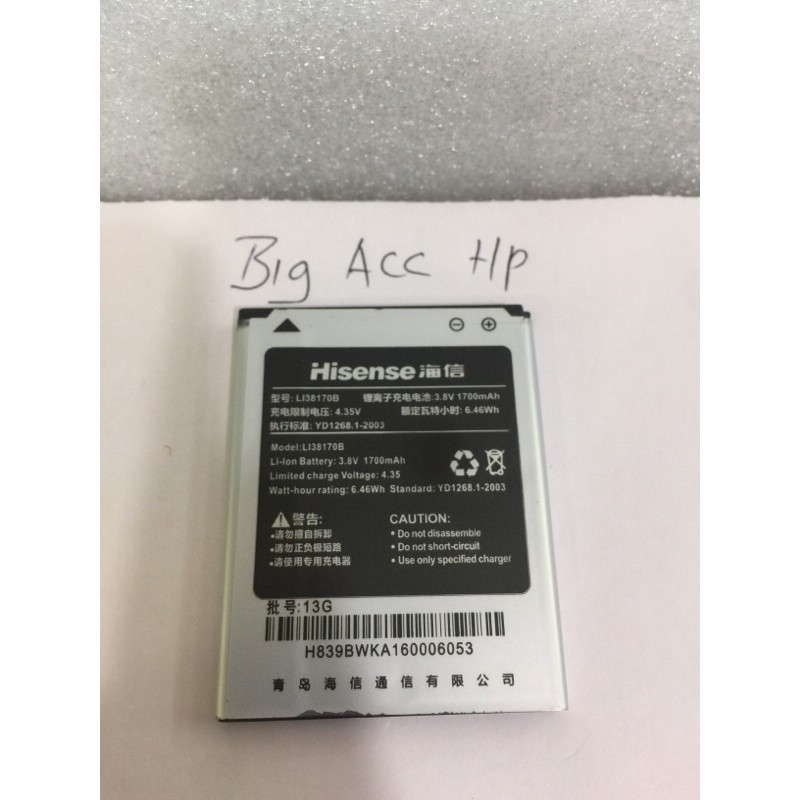 Big Acc Hp
Hisense海信
型号: LI38170B 锂离子充电电池: 3.8V 1700mAh
充电限制电压: 4.35V 额定瓦特小时: 6.46Wh
执行标准: YD1268.1-2003
Model:LI38170B
Li-Ion Battery: 3.8V 1700mAh
Limited charge Voltage: 4.35
Watt-hour rating: 6.46Wh Standard: YD1268.1-2003
警告:
•请勿擅自拆卸
•请勿正负极短路
•请使用专用充电器
CAUTION:
• Do not disassemble
• Do not short-circuit
• Use only specified charger
批号:13G
H839BWKA160006053
青岛海信通信有限公司